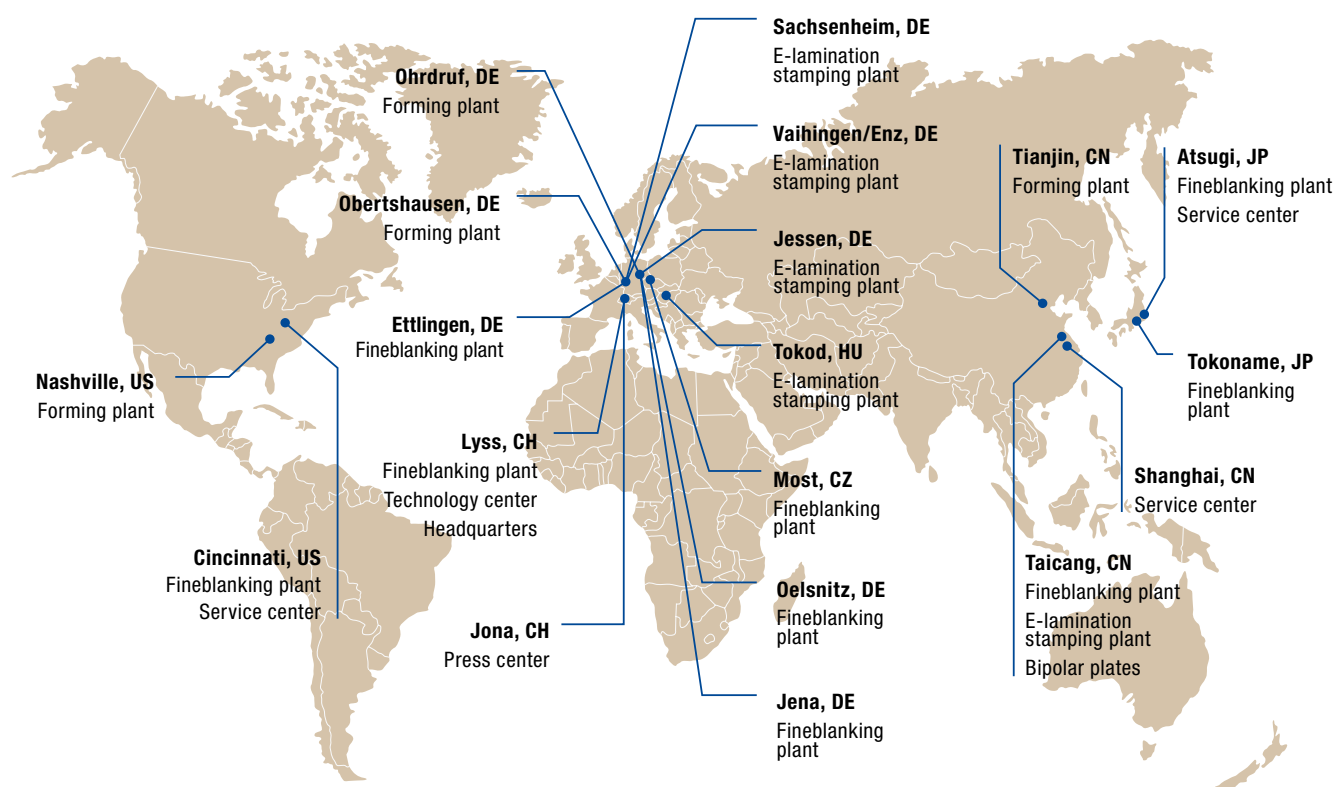 Sachsenheim, DE
E-lamination
stamping plant
Ohrdruf, DE
Forming plant
Vaihingen/Enz, DE
E-lamination
stamping plant
Tianjin, CN
Forming plant
Atsugi, JP
Fineblanking plant
Service center
Obertshausen, DE
Forming plant
Jessen, DE
E-lamination
stamping plant
Ettlingen, DE
Fineblanking plant
Tokod, HU
E-lamination
stamping plant
Tokoname, JP
Fineblanking
plant
Nashville, US
Forming plant
Lyss, CH
Fineblanking plant
Technology center
Headquarters
Most, CZ
Fineblanking
plant
Shanghai, CN
Service center
Cincinnati, US
Fineblanking plant
Service center
Taicang, CN
Fineblanking plant
E-lamination
stamping plant
Bipolar plates
Oelsnitz, DE
Fineblanking
plant
Jona, CH
Press center
Jena, DE
Fineblanking
plant